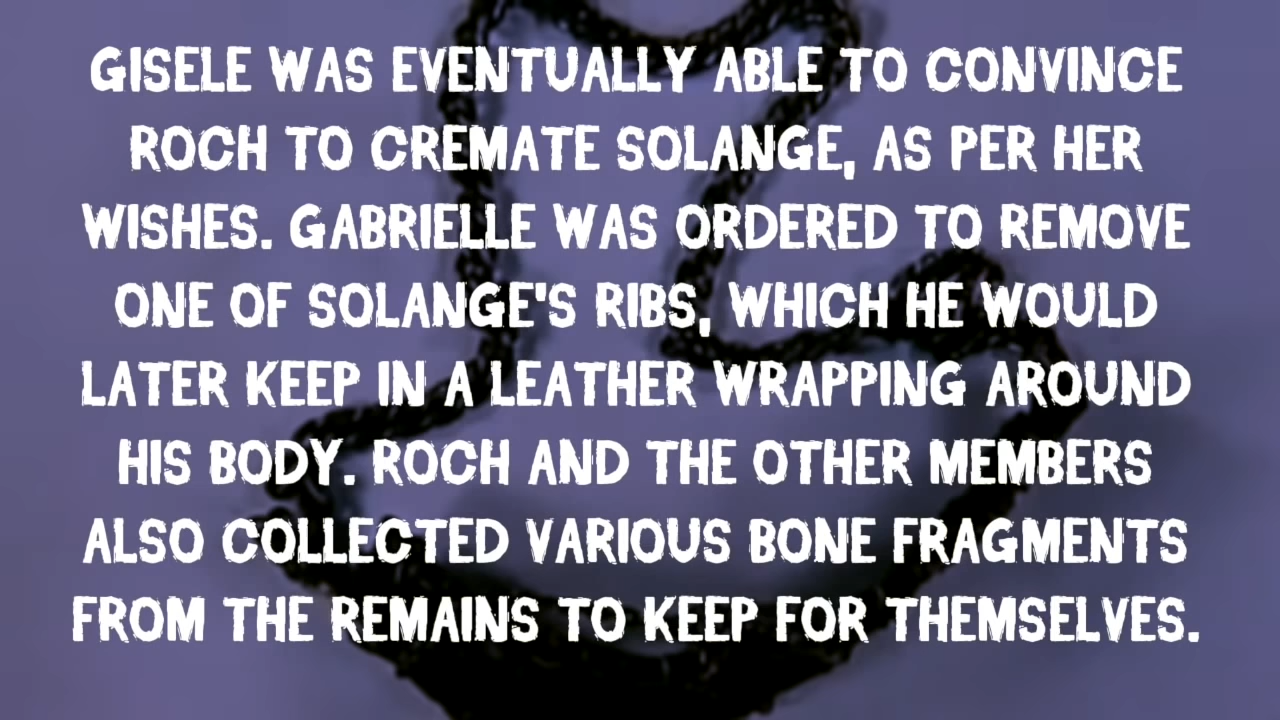 GISELE WAS EVENTUALLY ABLE TO CONVINCE
ROCH TO CREMATE SOLANGE, AS PER HER
WISHES. GABRIELLE WAS ORDERED TO REMOVE
ONE OF SOLANGE'S RIBS, WHICH HE WOULD
LATER KEEP IN A LEATHER WRAPPING AROUND
HIS BODY. ROCH AND THE OTHER MEMBERS
ALSO COLLECTED VARIOUS BONE FRAGMENTS
FROM THE REMAINS TO KEEP FOR THEMSELVES.